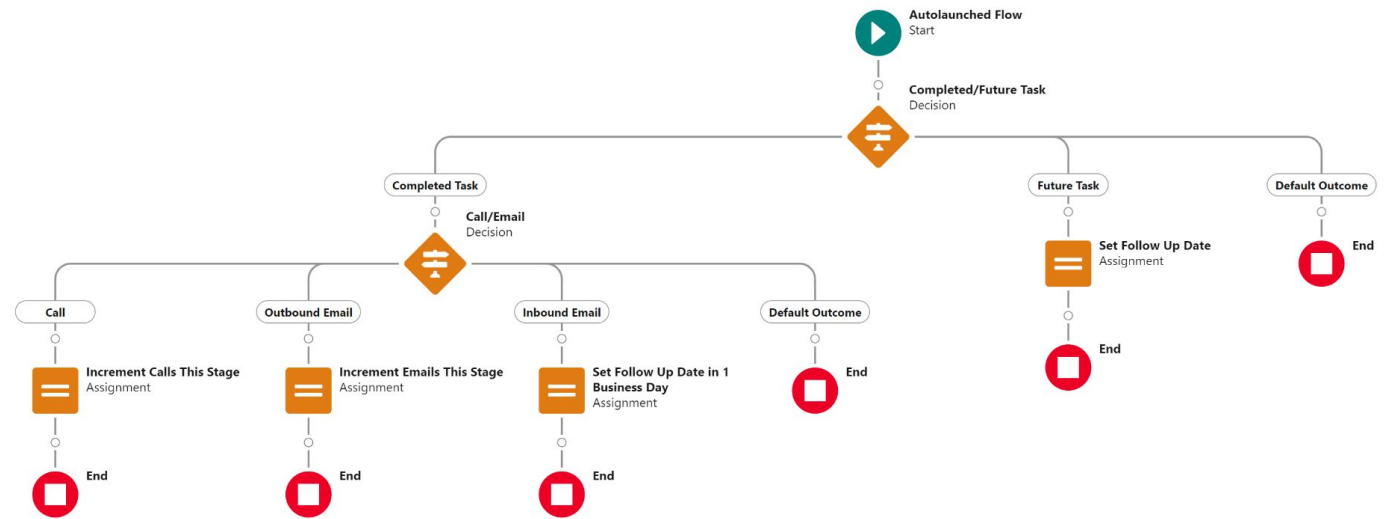 Autolaunched Flow
Start
Completed/Future Task
Decision
Completed Task
Future Task
Default Outcome
Call/Email
Decision
Set Follow Up Date
Assignment
End
Call
Outbound Email
Inbound Email
Default Outcome
End
Increment Calls This Stage
Assignment
Increment Emails This Stage
Assignment
Set Follow Up Date in 1
Business Day
Assignment
End
End
End
End